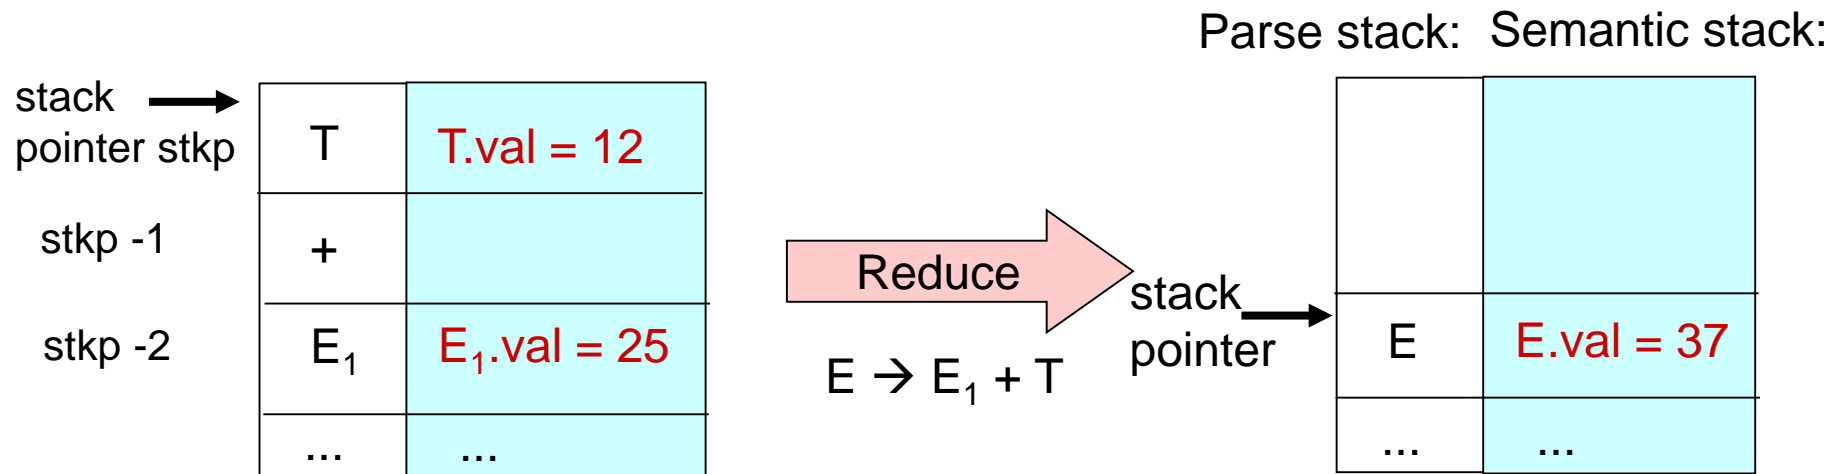 Parse stack: Semantic stack:
stack
pointer stkp
T T.val = 12
stkp -1
+
stkp -2
E₁ E₁.val = 25
... ...
Reduce
E → E₁ + T
stack
pointer
E E.val = 37
... ...